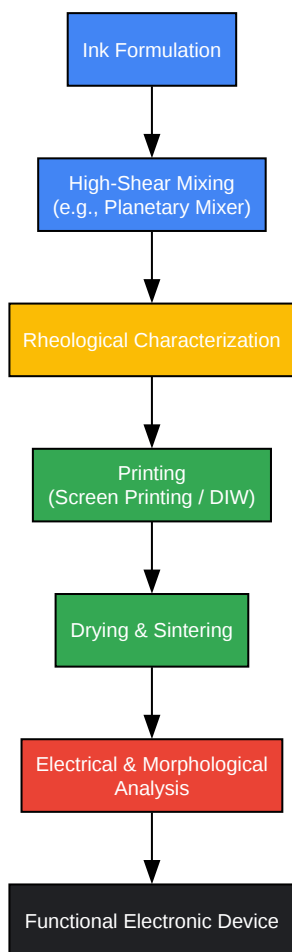 Ink Formulation
High-Shear Mixing
(e.g., Planetary Mixer)
Rheological Characterization
Printing
(Screen Printing / DIW)
Drying & Sintering
Electrical & Morphological
Analysis
Functional Electronic Device